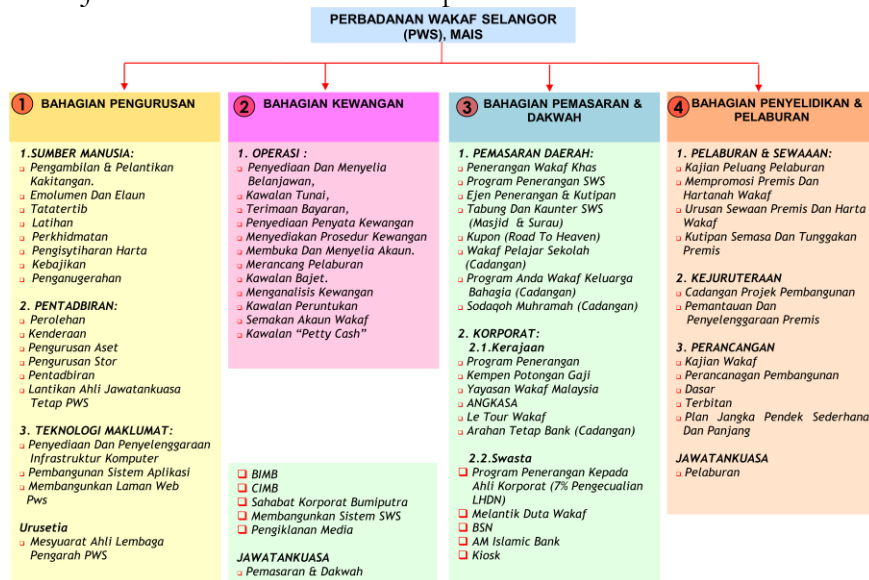 PERBADANAN WAKAF SELANGOR
(PWS), MAIS
1 BAHAGIAN PENGURUSAN
1.SUMBER MANUSIA:
Pengambilan & Pelantikan
Kakitangan.
Emolumen Dan Elaun
Tatatertib
Latihan
Perkhidmatan
Pengisytiharan Harta
Kebajikan
Penganugerahan
2. PENTADBIRAN:
Perolehan
Kenderaan
Pengurusan Aset
Pengurusan Stor
Pentadbiran
Lantikan Ahli Jawatankuasa
Tetap PWS
3. TEKNOLOGI MAKLUMAT:
Penyediaan Dan Penyelenggaraan
Infrastruktur Komputer
Pembangunan Sistem Aplikasi
Membangunkan Laman Web
Pws
Urusetia
Mesyuarat Ahli Lembaga
Pengarah PWS
2 BAHAGIAN KEWANGAN
1. OPERASI :
Penyediaan Dan Menyelia
Belanjawan,
Kawalan Tunai,
Terimaan Bayaran,
Penyediaan Penyata Kewangan
Menyediakan Prosedur Kewangan
Membuka Dan Menyelia Akaun.
Merancang Pelaburan
Kawalan Bajet.
Menganalisis Kewangan
Kawalan Peruntukan
Semakan Akaun Wakaf
Kawalan “Petty Cash”
3 BAHAGIAN PEMASARAN &
DAKWAH
1. PEMASARAN DAERAH:
Penerangan Wakaf Khas
Program Penerangan SWS
Ejen Penerangan & Kutipan
Tabung Dan Kaunter SWS
(Masjid & Surau)
Kupon (Road To Heaven)
Wakaf Pelajar Sekolah
(Cadangan)
Program Anda Wakaf Keluarga
Bahagia (Cadangan)
Sodaqoh Muhramah (Cadangan)
2. KORPORAT:
2.1.Kerajaan
Program Penerangan
Kempen Potongan Gaji
Yayasan Wakaf Malaysia
ANGKASA
Le Tour Wakaf
Arahan Tetap Bank (Cadangan)
2.2.Swasta
Program Penerangan Kepada
Ahli Korporat (7% Pengecualian
LHDN)
Melantik Duta Wakaf
BSN
AM Islamic Bank
Kiosk
BIMB
CIMB
Sahabat Korporat Bumiputra
Membangunkan Sistem SWS
Pengiklanan Media
JAWATANKUASA
Pemasaran & Dakwah
4 BAHAGIAN PENYELIDIKAN &
PELABURAN
1. PELABURAN & SEWAAAN:
Kajian Peluang Pelaburan
Mempromosi Premis Dan
Hartanah Wakaf
Urusan Sewaan Premis Dan Harta
Wakaf
Kutipan Semasa Dan Tunggakan
Premis
2. KEJURUTERAAN
Cadangan Projek Pembangunan
Pemantauan Dan
Penyelenggaraan Premis
3. PERANCANGAN
Kajian Wakaf
Perancanagan Pembangunan
Dasar
Terbitan
Plan Jangka Pendek Sederhana
Dan Panjang
JAWATANKUASA
Pelaburan